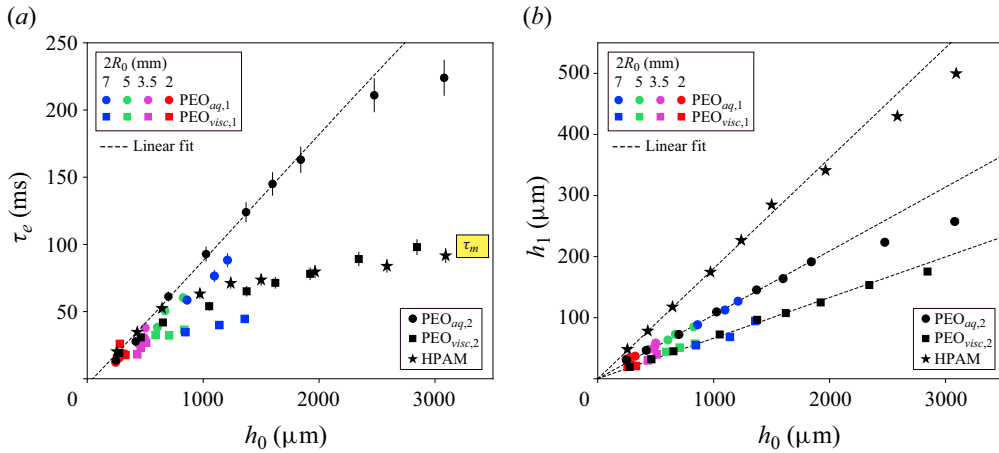 (a)
250
200
150
100
50
0
1000
2000
3000
τe (ms)
h0 (μm)
2R0 (mm)
7 5 3.5 2
PEOaq,1
PEOvisc,1
Linear fit
τm
PEOaq,2
PEOvisc,2
HPAM
(b)
500
400
300
200
100
0
1000
2000
3000
h1 (μm)
h0 (μm)
2R0 (mm)
7 5 3.5 2
PEOaq,1
PEOvisc,1
Linear fit
PEOaq,2
PEOvisc,2
HPAM